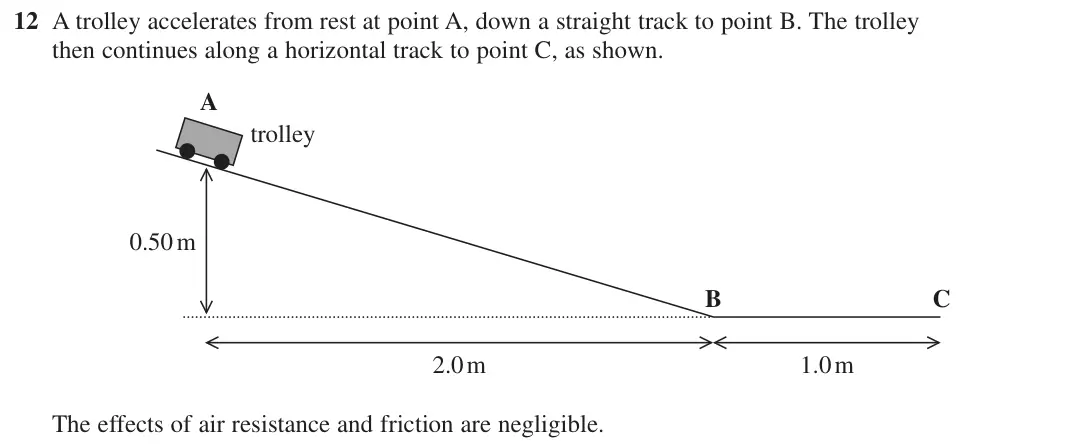 12 A trolley accelerates from rest at point A, down a straight track to point B. The trolley
then continues along a horizontal track to point C, as shown.
A
trolley
0.50 m
B
C
2.0 m
1.0 m
The effects of air resistance and friction are negligible.